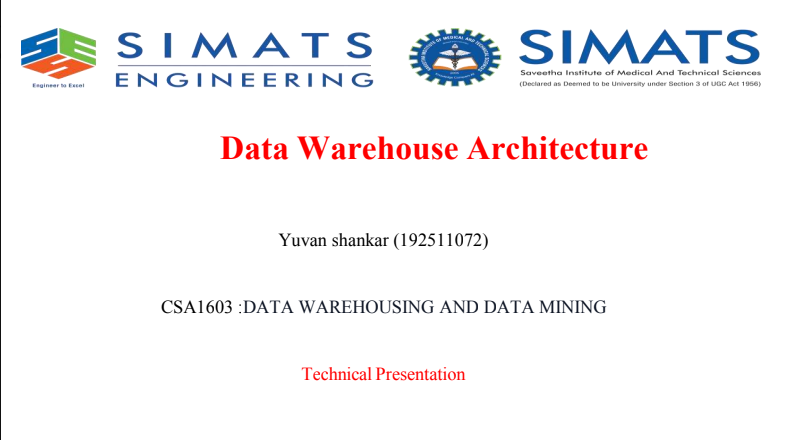 SIMATS
ENGINEERING
Engineer to Excel
SIMATS
Saveetha Institute of Medical And Technical Sciences
(Declared as Deemed to be University under Section 3 of UGC Act 1956)
Data Warehouse Architecture
Yuvan shankar (192511072)
CSA1603 :DATA WAREHOUSING AND DATA MINING
Technical Presentation